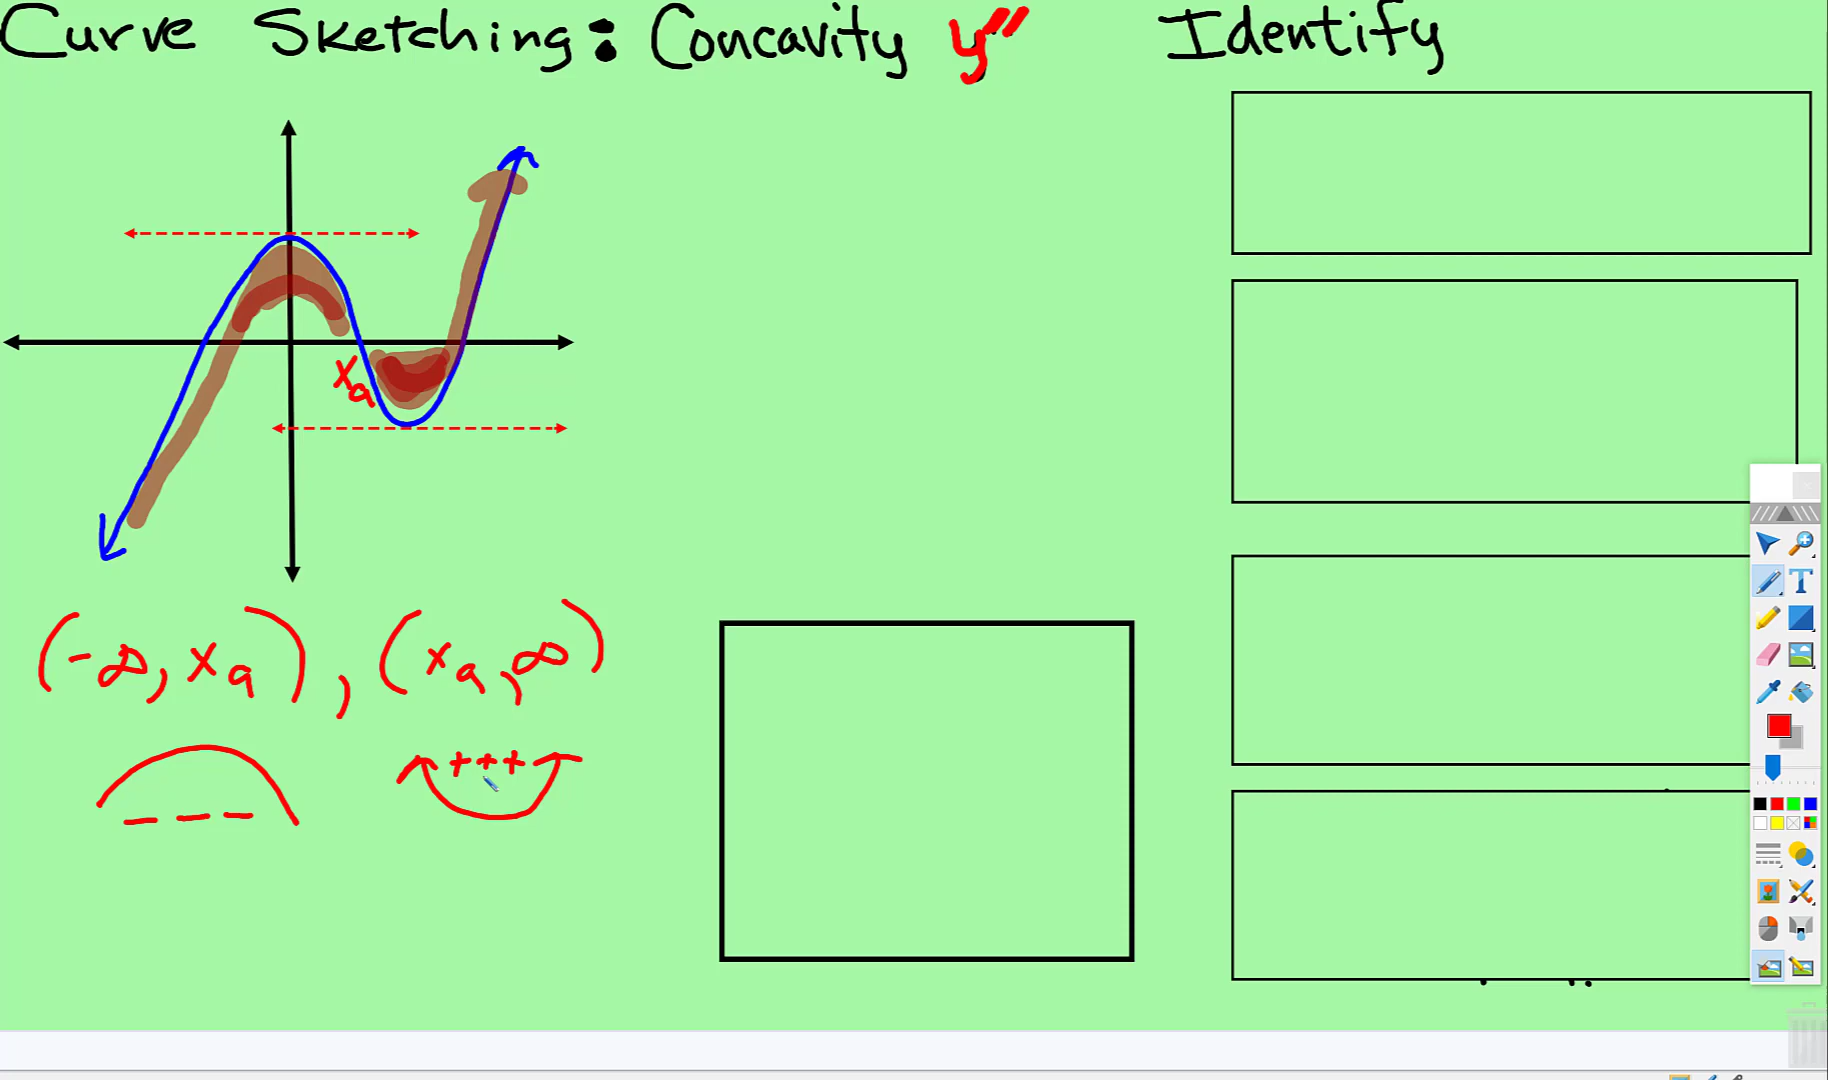 Curve Sketching: Concavity y"
Identify
xa
(-∞, xa), (xa, ∞)
- - -
+++